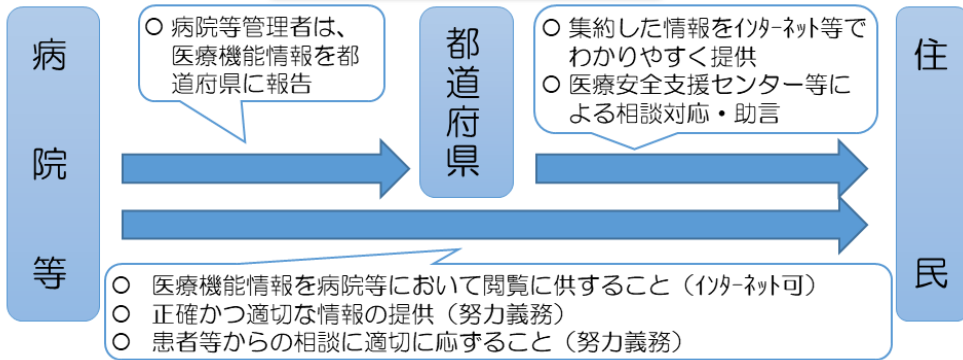 病院等
○ 病院等管理者は、
医療機能情報を都
道府県に報告
都道府県
○ 集約した情報をｲﾝﾀｰﾈｯﾄ等で
わかりやすく提供
○ 医療安全支援センター等に
よる相談対応・助言
住民
○ 医療機能情報を病院等において閲覧に供すること（ｲﾝﾀｰﾈｯﾄ可）
○ 正確かつ適切な情報の提供（努力義務）
○ 患者等からの相談に適切に応ずること（努力義務）